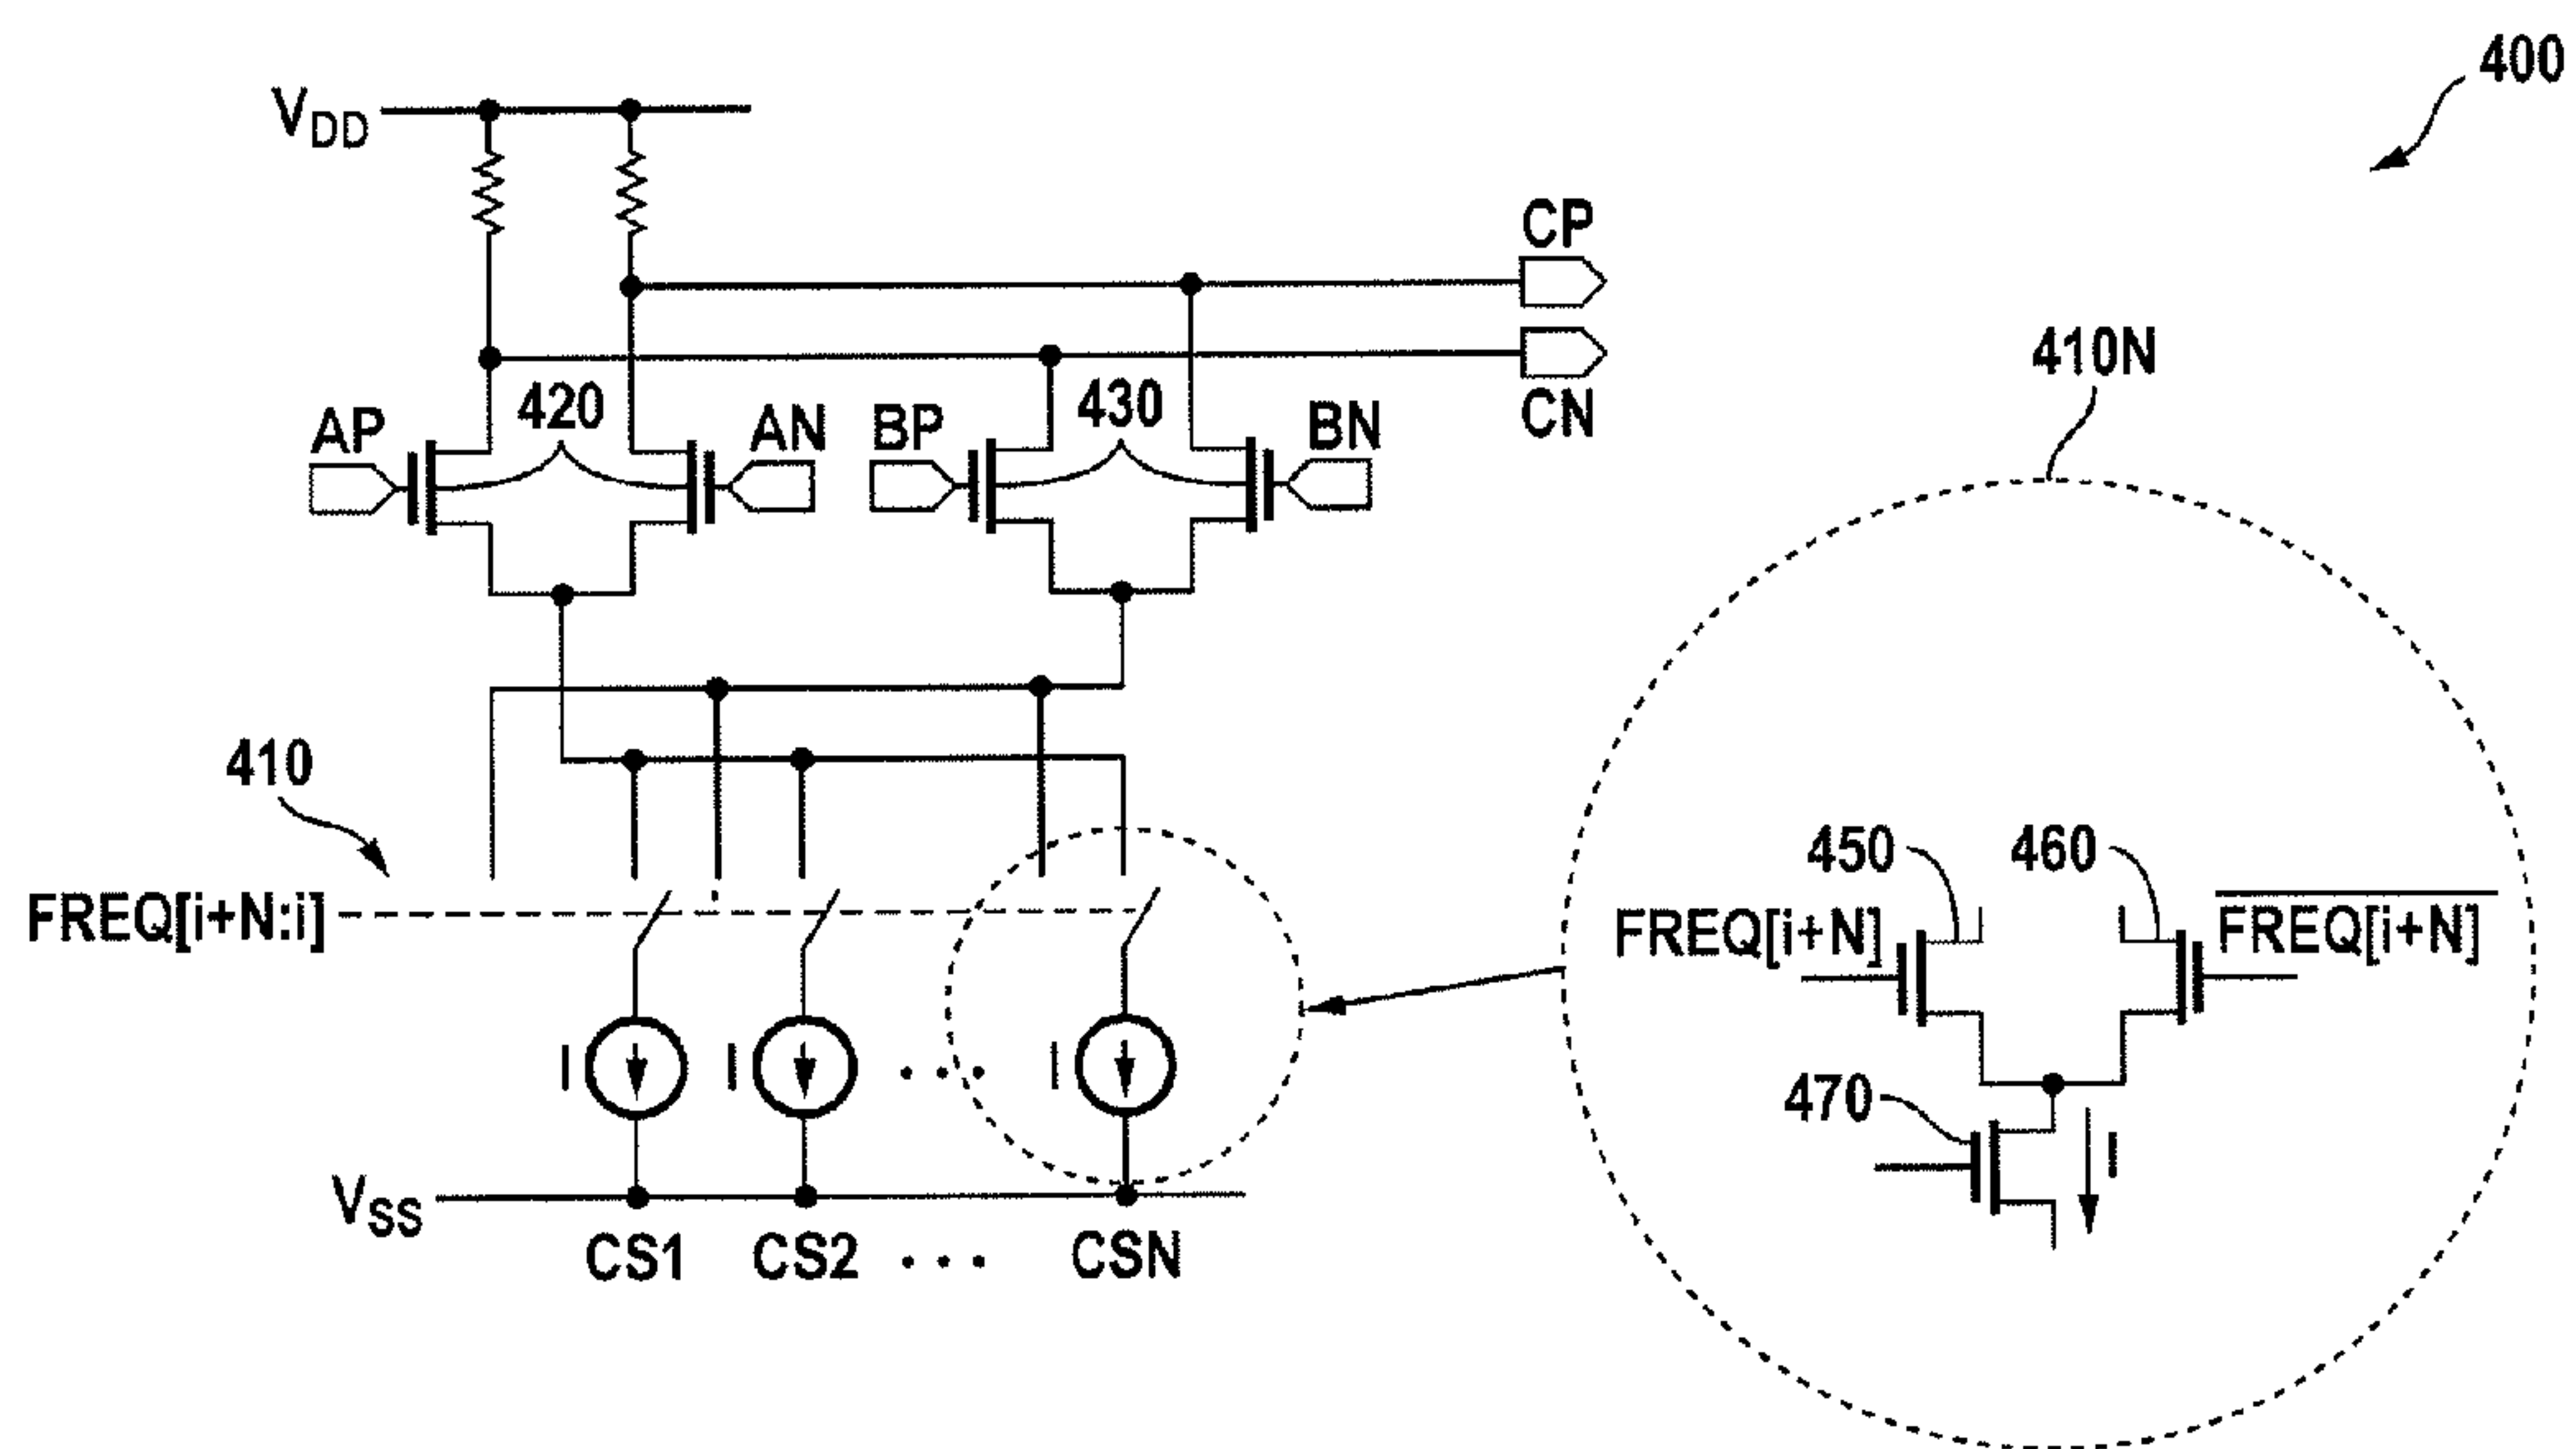 400
VDD
CP
CN
410N
AP
420
AN
BP
430
BN
410
FREQ[i+N:i]
450
460
FREQ[i+N]
FREQ[i+N]
470
I
I
I
. . .
I
VSS
CS1
CS2
. . .
CSN